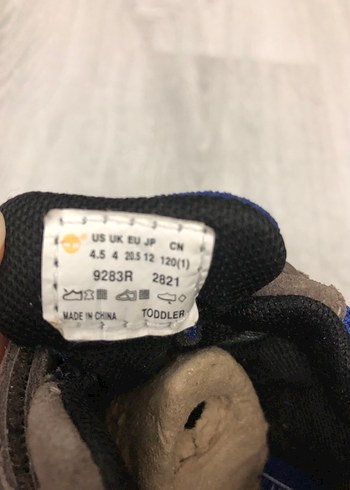 US UK EU JP CN
4.5 4 20.5 12 120(1)
9283R 2821
MADE IN CHINA TODDLER